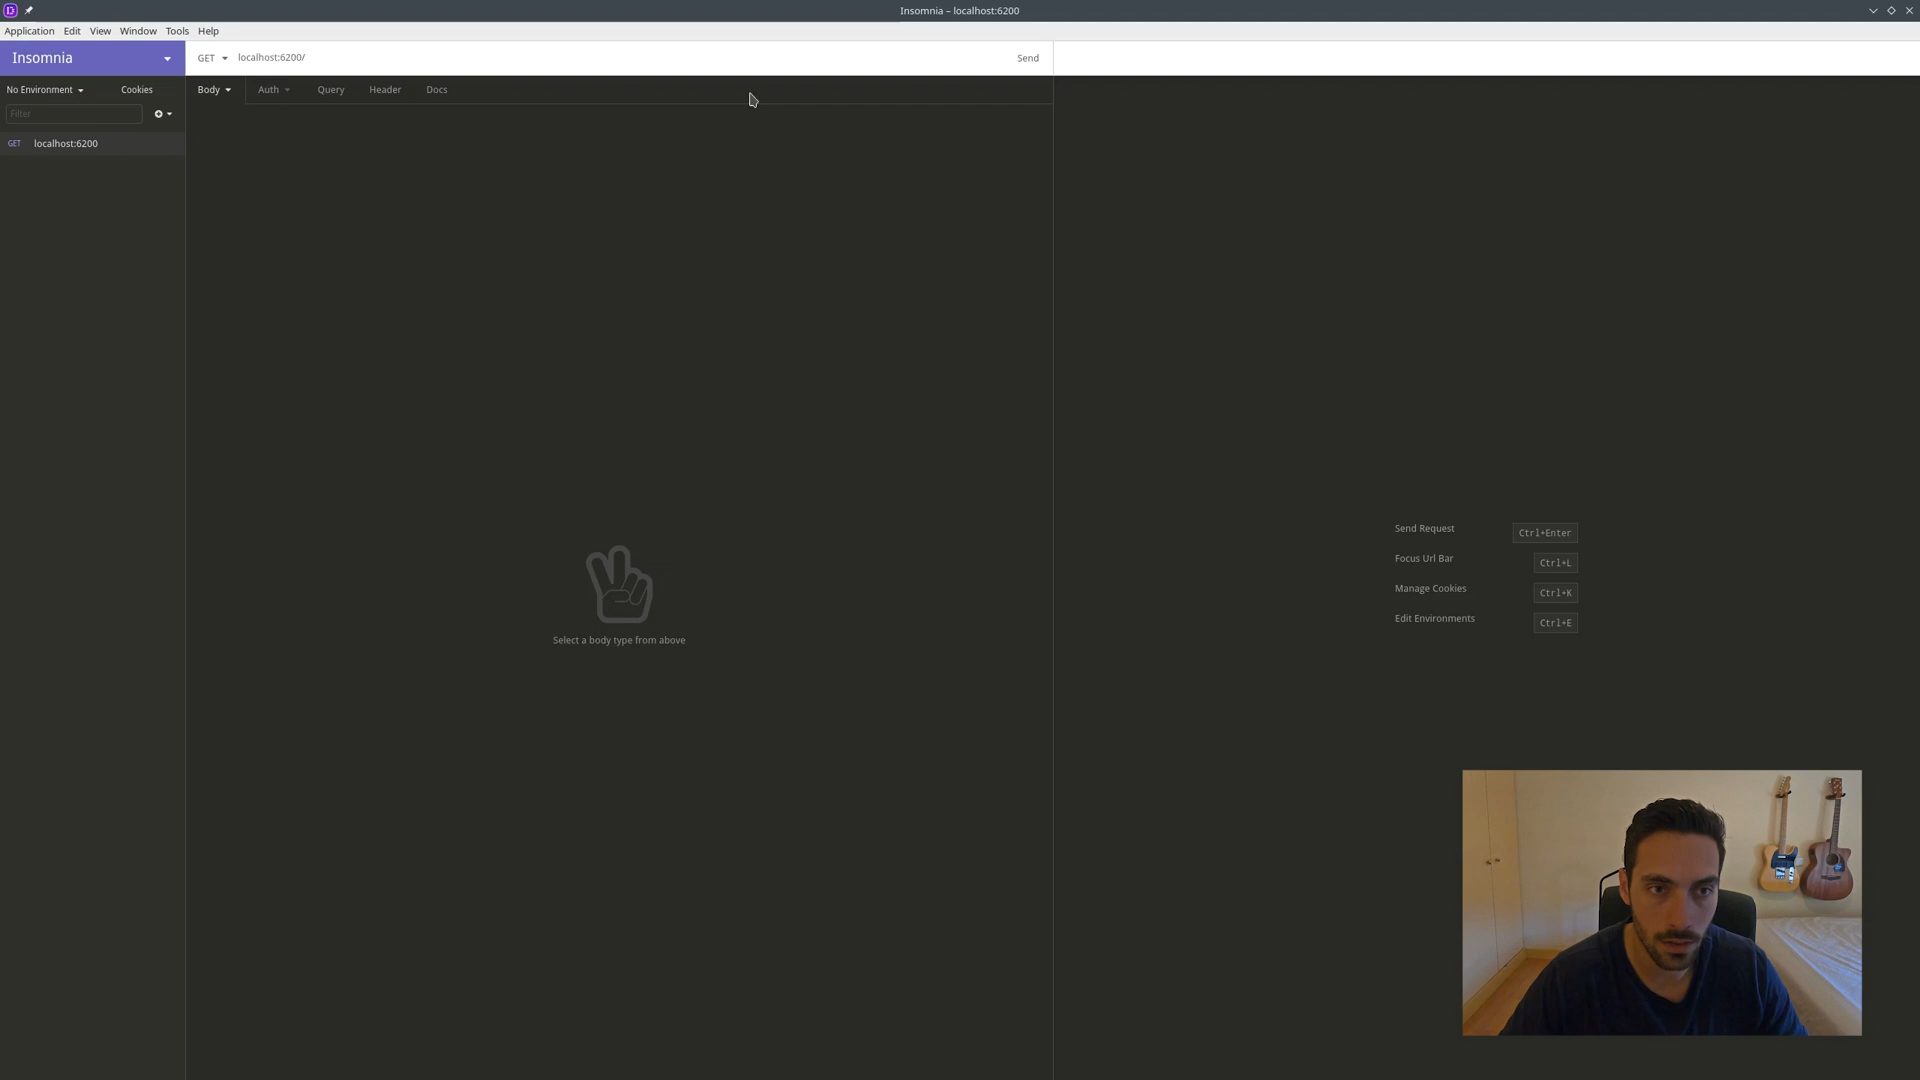 Insomnia – localhost:6200
Application Edit View Window Tools Help
Insomnia
GET localhost:6200/ Send
No Environment Cookies
Body Auth Query Header Docs
Filter
GET localhost:6200
Select a body type from above
Send Request Ctrl+Enter
Focus Url Bar Ctrl+L
Manage Cookies Ctrl+K
Edit Environments Ctrl+E